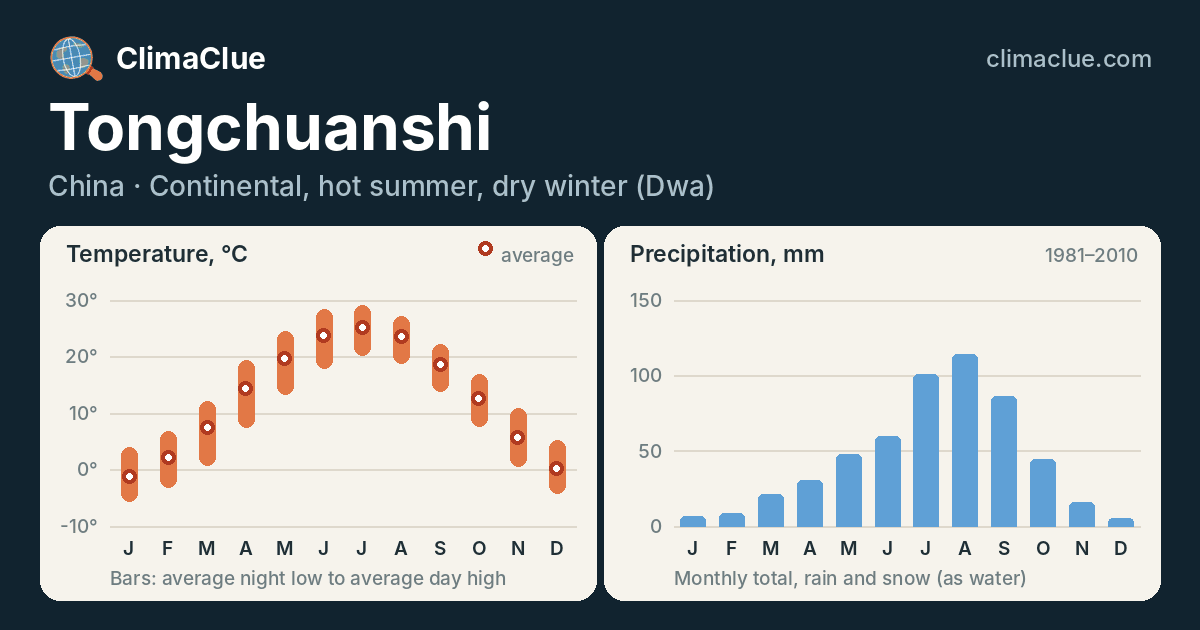 ClimaClue
climaclue.com
Tongchuanshi
China · Continental, hot summer, dry winter (Dwa)
Temperature, °C
average
30°
20°
10°
0°
-10°
J F M A M J J A S O N D
Bars: average night low to average day high
Precipitation, mm
1981–2010
150
100
50
0
J F M A M J J A S O N D
Monthly total, rain and snow (as water)